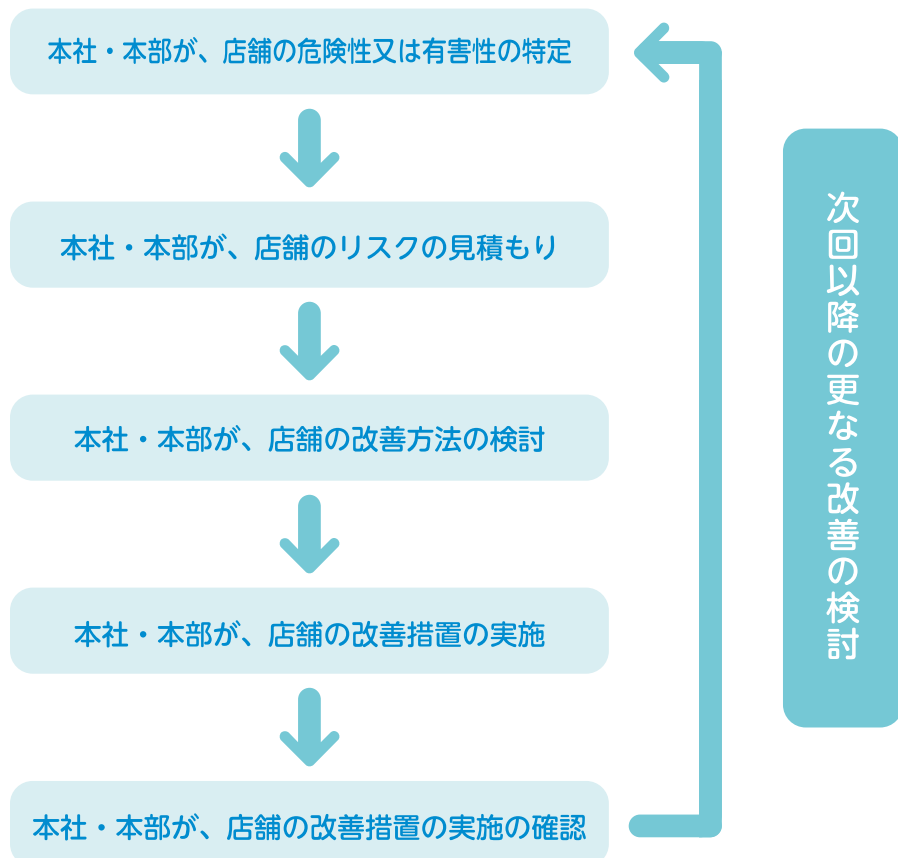 本社・本部が、店舗の危険性又は有害性の特定
本社・本部が、店舗のリスクの見積もり
本社・本部が、店舗の改善方法の検討
本社・本部が、店舗の改善措置の実施
本社・本部が、店舗の改善措置の実施の確認
次回以降の更なる改善の検討